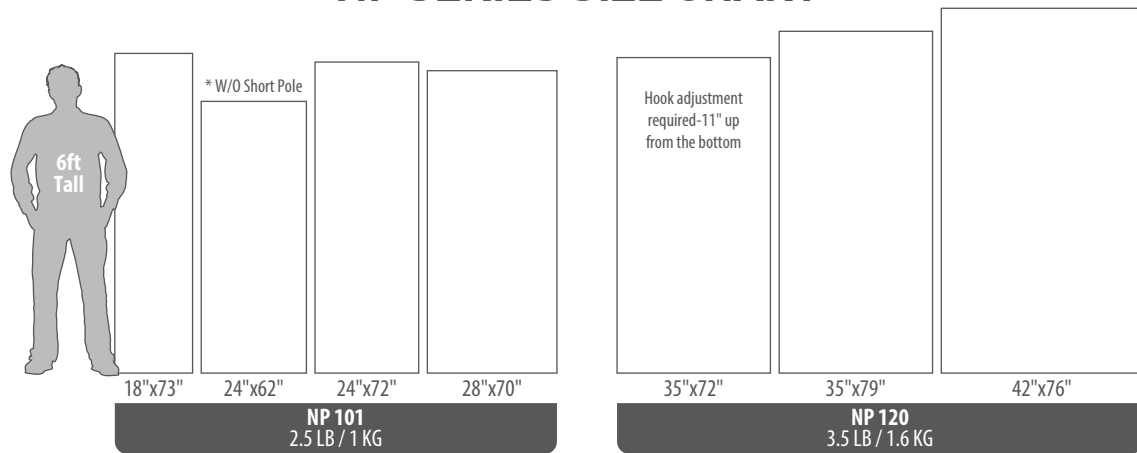 6ft
Tall
* W/O Short Pole
Hook adjustment
required-11" up
from the bottom
18"x73"
24"x62"
24"x72"
28"x70"
35"x72"
35"x79"
42"x76"
NP 101
2.5 LB / 1 KG
NP 120
3.5 LB / 1.6 KG